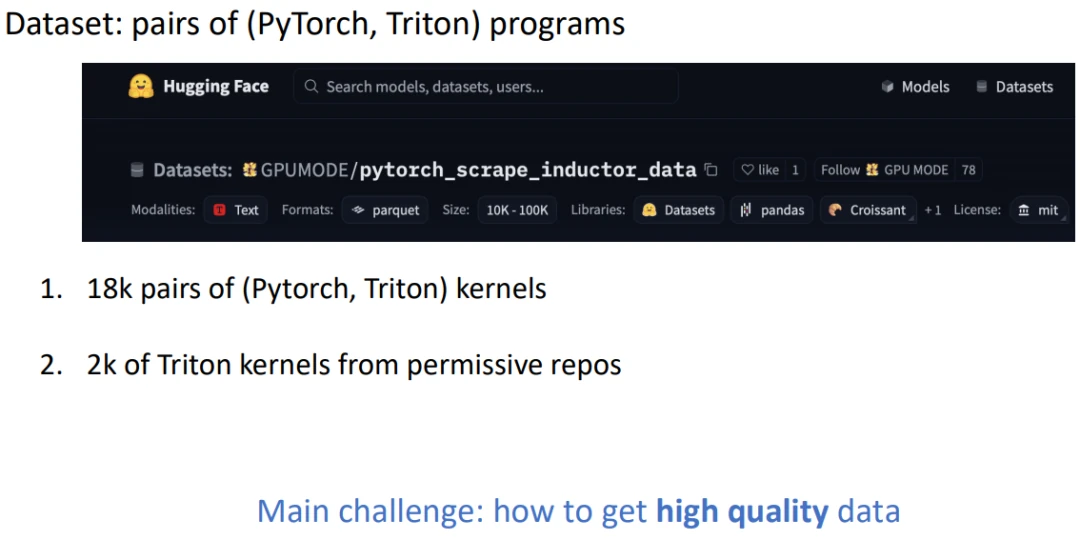 Dataset: pairs of (PyTorch, Triton) programs
Hugging Face Search models, datasets, users... Models Datasets
Datasets: GPUMODE/pytorch_scrape_inductor_data like 1 Follow GPU MODE 78
Modalities: Text Formats: parquet Size: 10K - 100K Libraries: Datasets pandas Croissant +1 License: mit
1. 18k pairs of (Pytorch, Triton) kernels
2. 2k of Triton kernels from permissive repos
Main challenge: how to get high quality data